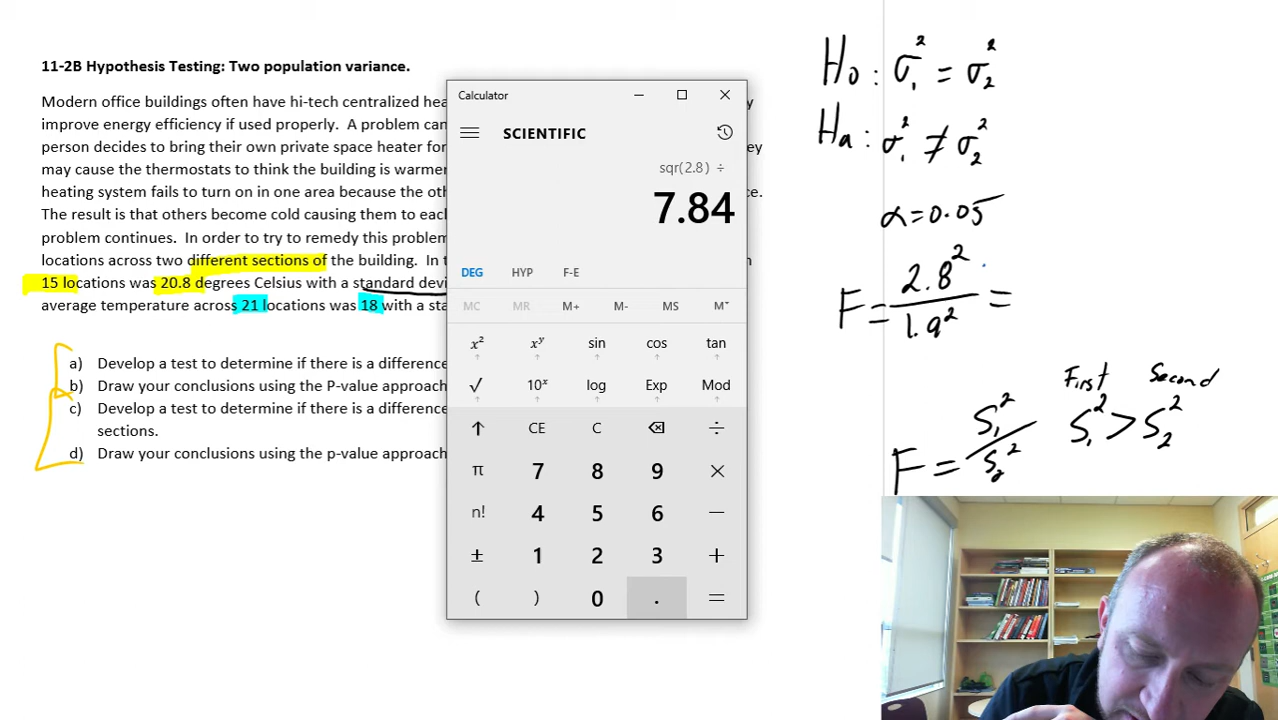 11-2B Hypothesis Testing: Two population variance.
Modern office buildings often have hi-tech centralized hea
y
improve energy efficiency if used properly. A problem can
person decides to bring their own private space heater for
ey
may cause the thermostats to think the building is warmer
heating system fails to turn on in one area because the oth
ce.
The result is that others become cold causing them to each
problem continues. In order to try to remedy this problem
locations across two different sections of the building. In t
n
15 locations was 20.8 degrees Celsius with a standard devi
average temperature across 21 locations was 18 with a sta
a) Develop a test to determine if there is a difference
b) Draw your conclusions using the P-value approach
c) Develop a test to determine if there is a difference
sections.
d) Draw your conclusions using the p-value approach
Calculator
SCIENTIFIC
sqr(2.8) ÷
7.84
DEG HYP F-E
MC MR M+ M- MS M˅
x² xʸ sin cos tan
√ 10ˣ log Exp Mod
↑ CE C ⌫ ÷
π 7 8 9 ×
n! 4 5 6 −
± 1 2 3 +
( ) 0 . =
H₀ : σ₁² = σ₂²
Ha : σ₁² ≠ σ₂²
α = 0.05
F = 2.8² / 1.9² =
First Second
S₁² > S₂²
F = S₁² / S₂²